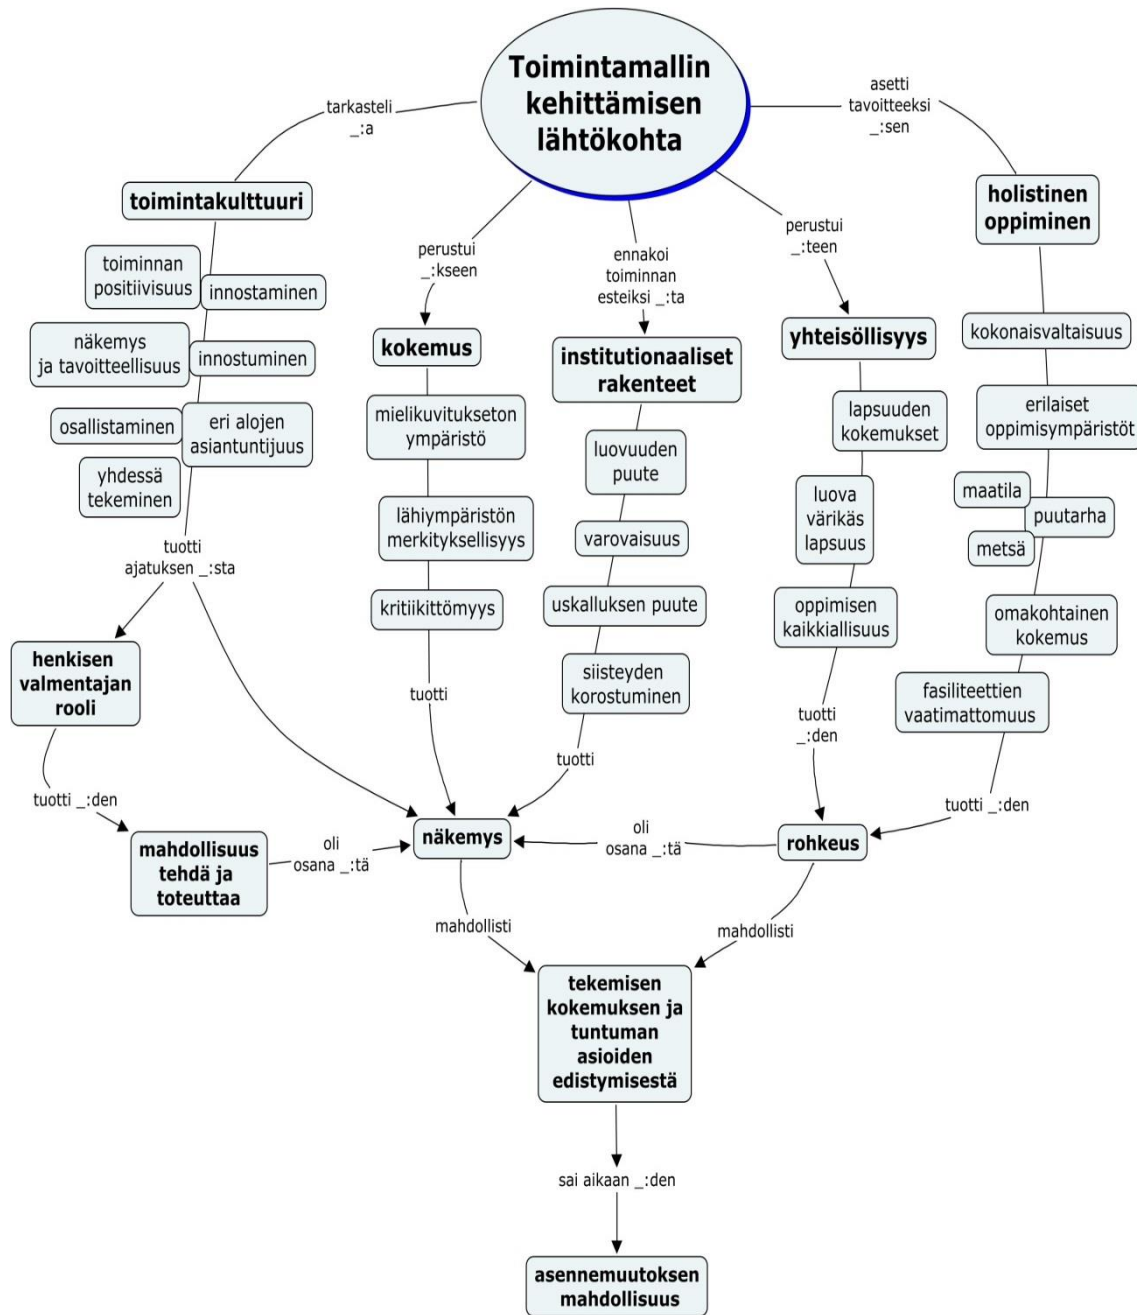 Toimintamallin
kehittämisen
lähtökohta
tarkasteli
_:a
asetti
tavoitteeksi
_:sen
toimintakulttuuri
holistinen
oppiminen
perustui
_:kseen
ennakoi
toiminnan
esteiksi _:ta
perustui
_:teen
toiminnan
positiivisuus
innostaminen
näkemys
ja tavoitteellisuus
innostuminen
osallistaminen
eri alojen
asiantuntijuus
yhdessä
tekeminen
kokemus
mielikuvitukseton
ympäristö
lähiympäristön
merkityksellisyys
kritiikittömyys
institutionaaliset
rakenteet
luovuuden
puute
varovaisuus
uskalluksen puute
siisteyden
korostuminen
yhteisöllisyys
lapsuuden
kokemukset
luova
värikäs
lapsuus
oppimisen
kaikkiallisuus
kokonaisvaltaisuus
erilaiset
oppimisympäristöt
maatila
puutarha
metsä
omakohtainen
kokemus
fasiliteettien
vaatimattomuus
tuotti
ajatuksen _:sta
henkisen
valmentajan
rooli
tuotti
tuotti
tuotti
_:den
tuotti _:den
tuotti _:den
mahdollisuus
tehdä ja
toteuttaa
oli
osana _:tä
näkemys
oli
osana _:tä
rohkeus
mahdollisti
mahdollisti
tekemisen
kokemuksen ja
tuntuman
asioiden
edistymisestä
sai aikaan _:den
asennemuutoksen
mahdollisuus